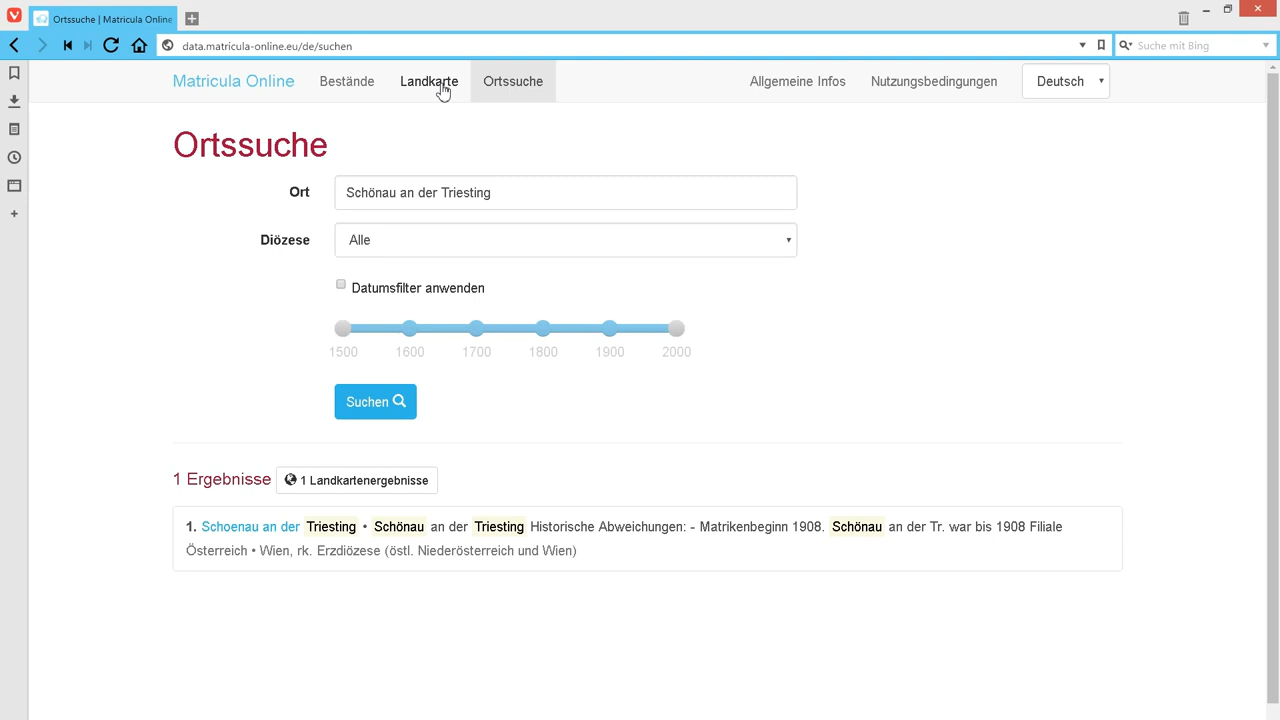 Ortssuche | Matricula Online
data.matricula-online.eu/de/suchen
Suche mit Bing
Matricula Online
Bestände
Landkarte
Ortssuche
Allgemeine Infos
Nutzungsbedingungen
Deutsch
Ortssuche
Ort
Schönau an der Triesting
Diözese
Alle
Datumsfilter anwenden
1500 1600 1700 1800 1900 2000
Suchen
1 Ergebnisse
1 Landkartenergebnisse
1. Schoenau an der Triesting • Schönau an der Triesting Historische Abweichungen: - Matrikenbeginn 1908. Schönau an der Tr. war bis 1908 Filiale
Österreich • Wien, rk. Erzdiözese (östl. Niederösterreich und Wien)